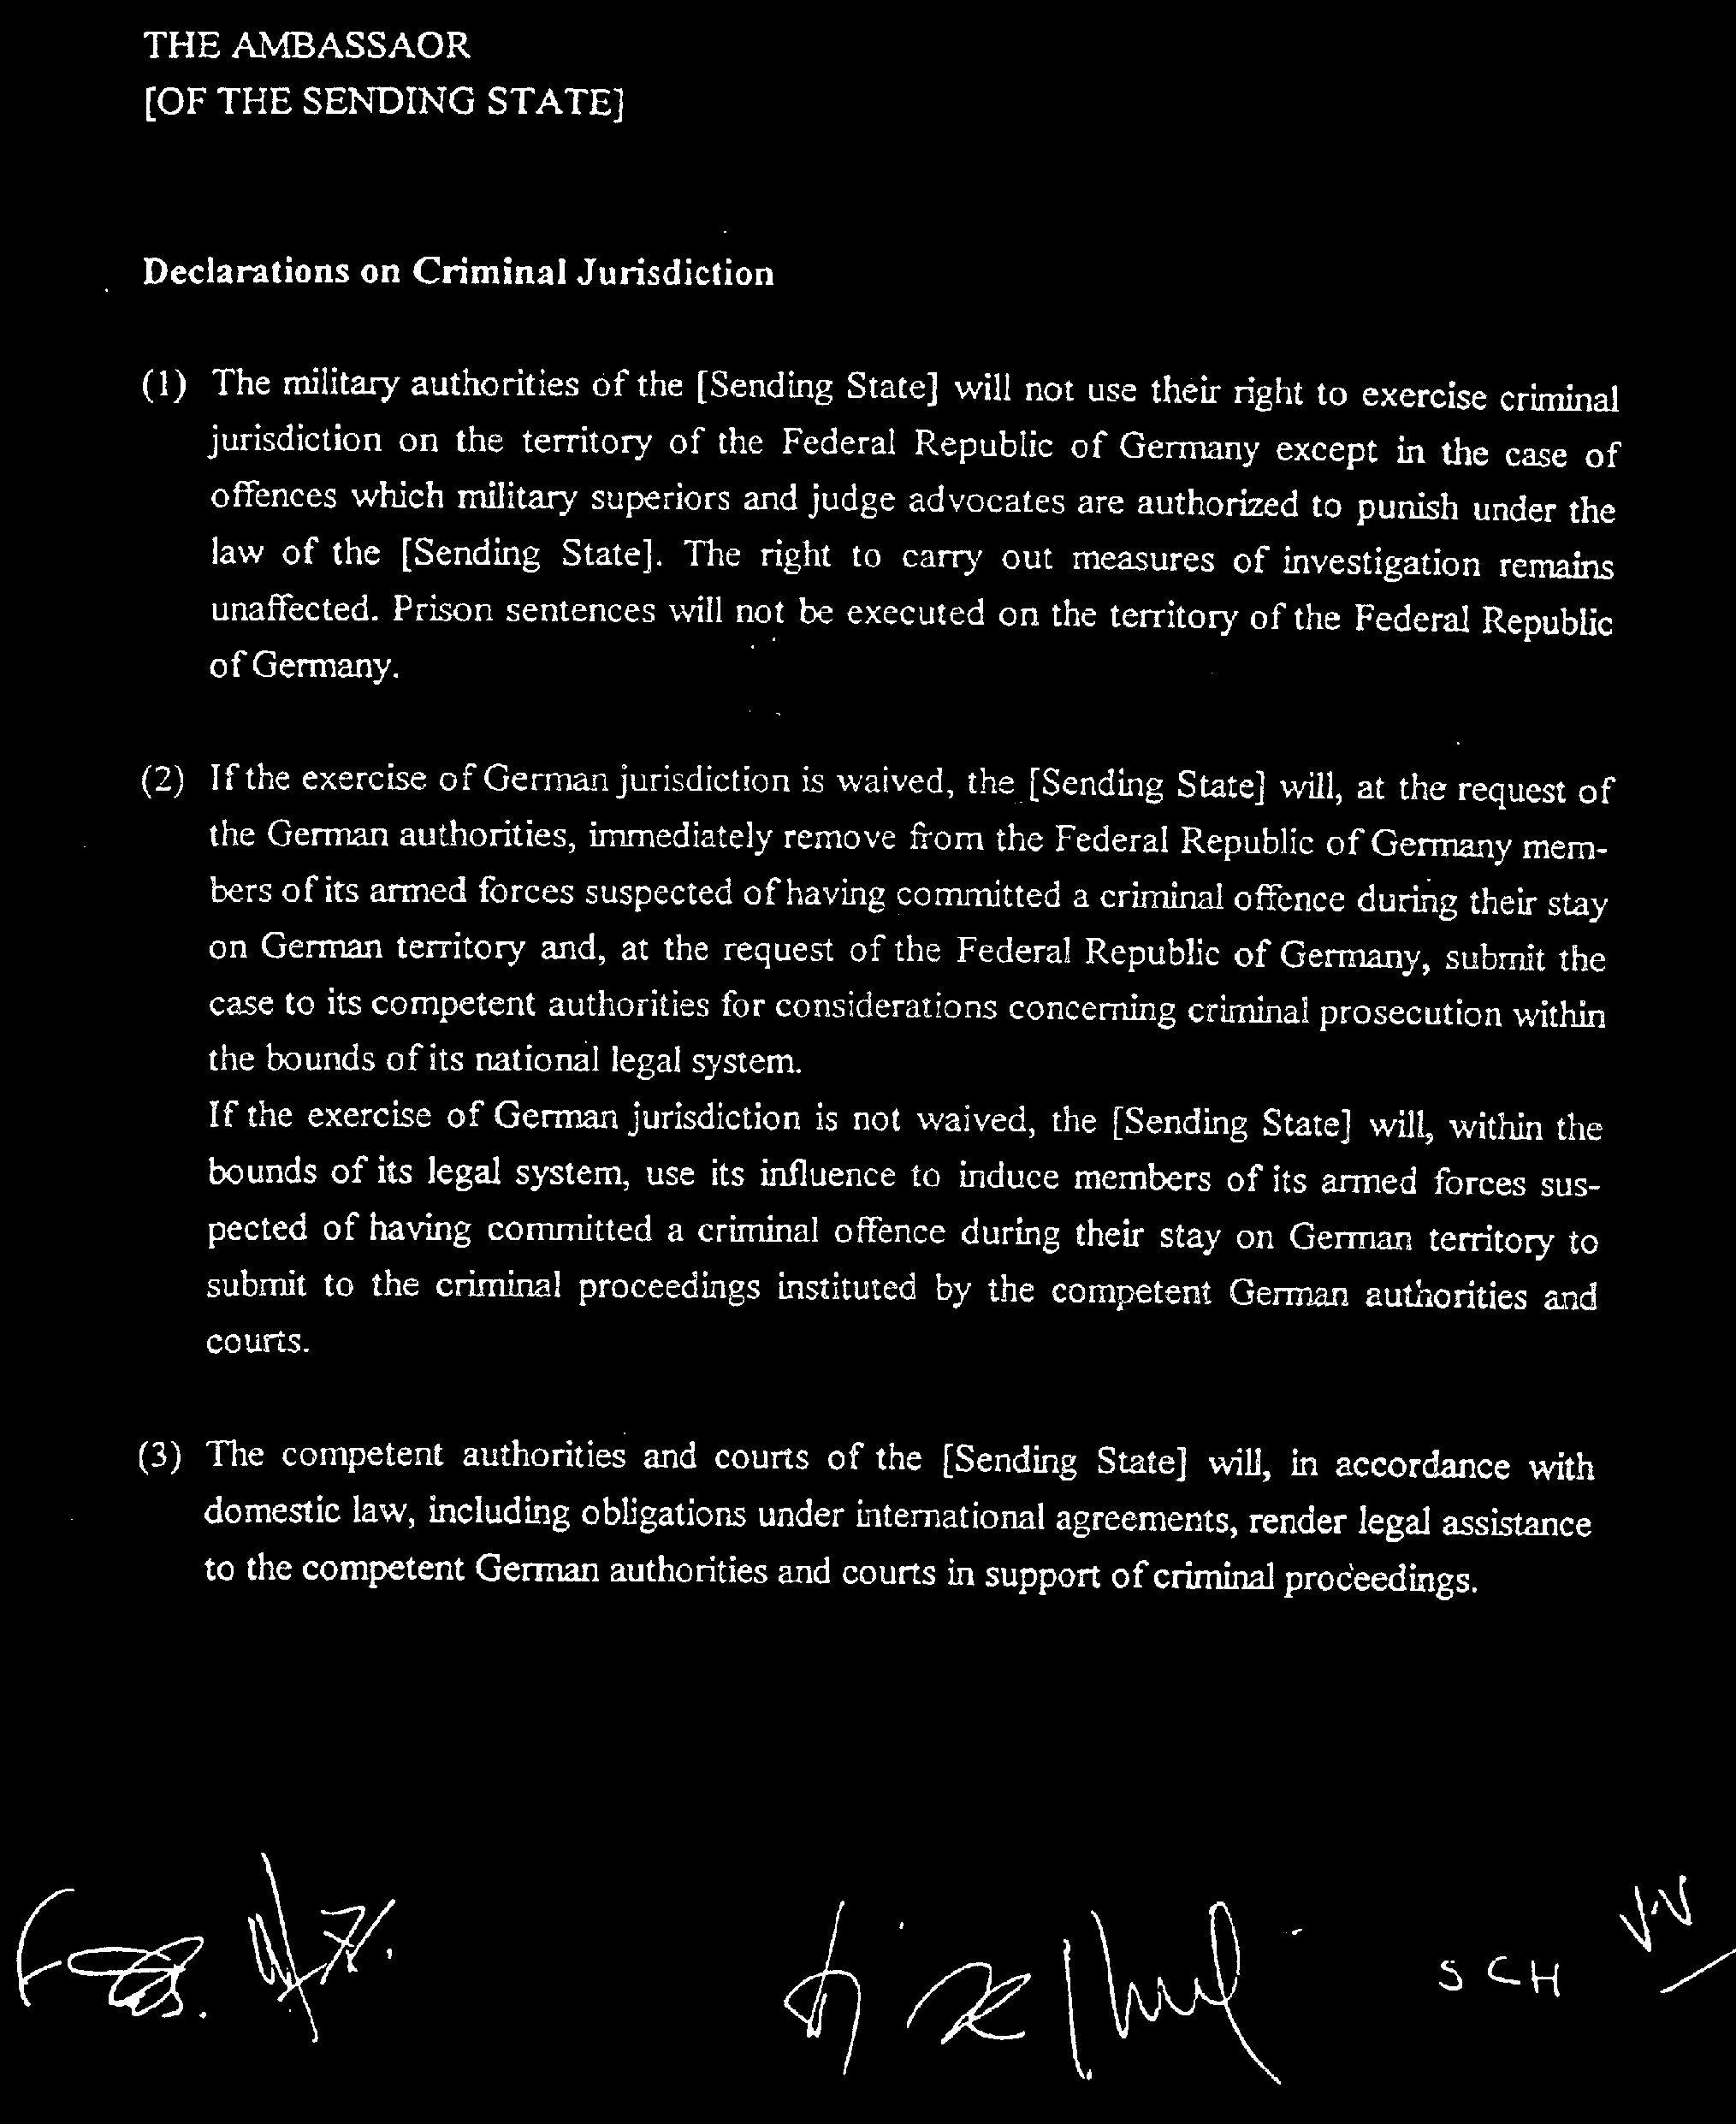 THE AMBASSAOR
[OF THE SENDING STATE]
Declarations on Criminal Jurisdiction
(1) The military authorities of the [Sending State] will not use their right to exercise criminal
jurisdiction on the territory of the Federal Republic of Germany except in the case of
offences which military superiors and judge advocates are authorized to punish under the
law of the [Sending State]. The right to carry out measures of investigation remains
unaffected. Prison sentences will not be executed on the territory of the Federal Republic
of Germany.
(2) If the exercise of German jurisdiction is waived, the [Sending State] will, at the request of
the German authorities, immediately remove from the Federal Republic of Germany mem-
bers of its armed forces suspected of having committed a criminal offence during their stay
on German territory and, at the request of the Federal Republic of Germany, submit the
case to its competent authorities for considerations concerning criminal prosecution within
the bounds of its national legal system.
If the exercise of German jurisdiction is not waived, the [Sending State] will, within the
bounds of its legal system, use its influence to induce members of its armed forces sus-
pected of having committed a criminal offence during their stay on German territory to
submit to the criminal proceedings instituted by the competent German authorities and
courts.
(3) The competent authorities and courts of the [Sending State] will, in accordance with
domestic law, including obligations under international agreements, render legal assistance
to the competent German authorities and courts in support of criminal proceedings.
SCH